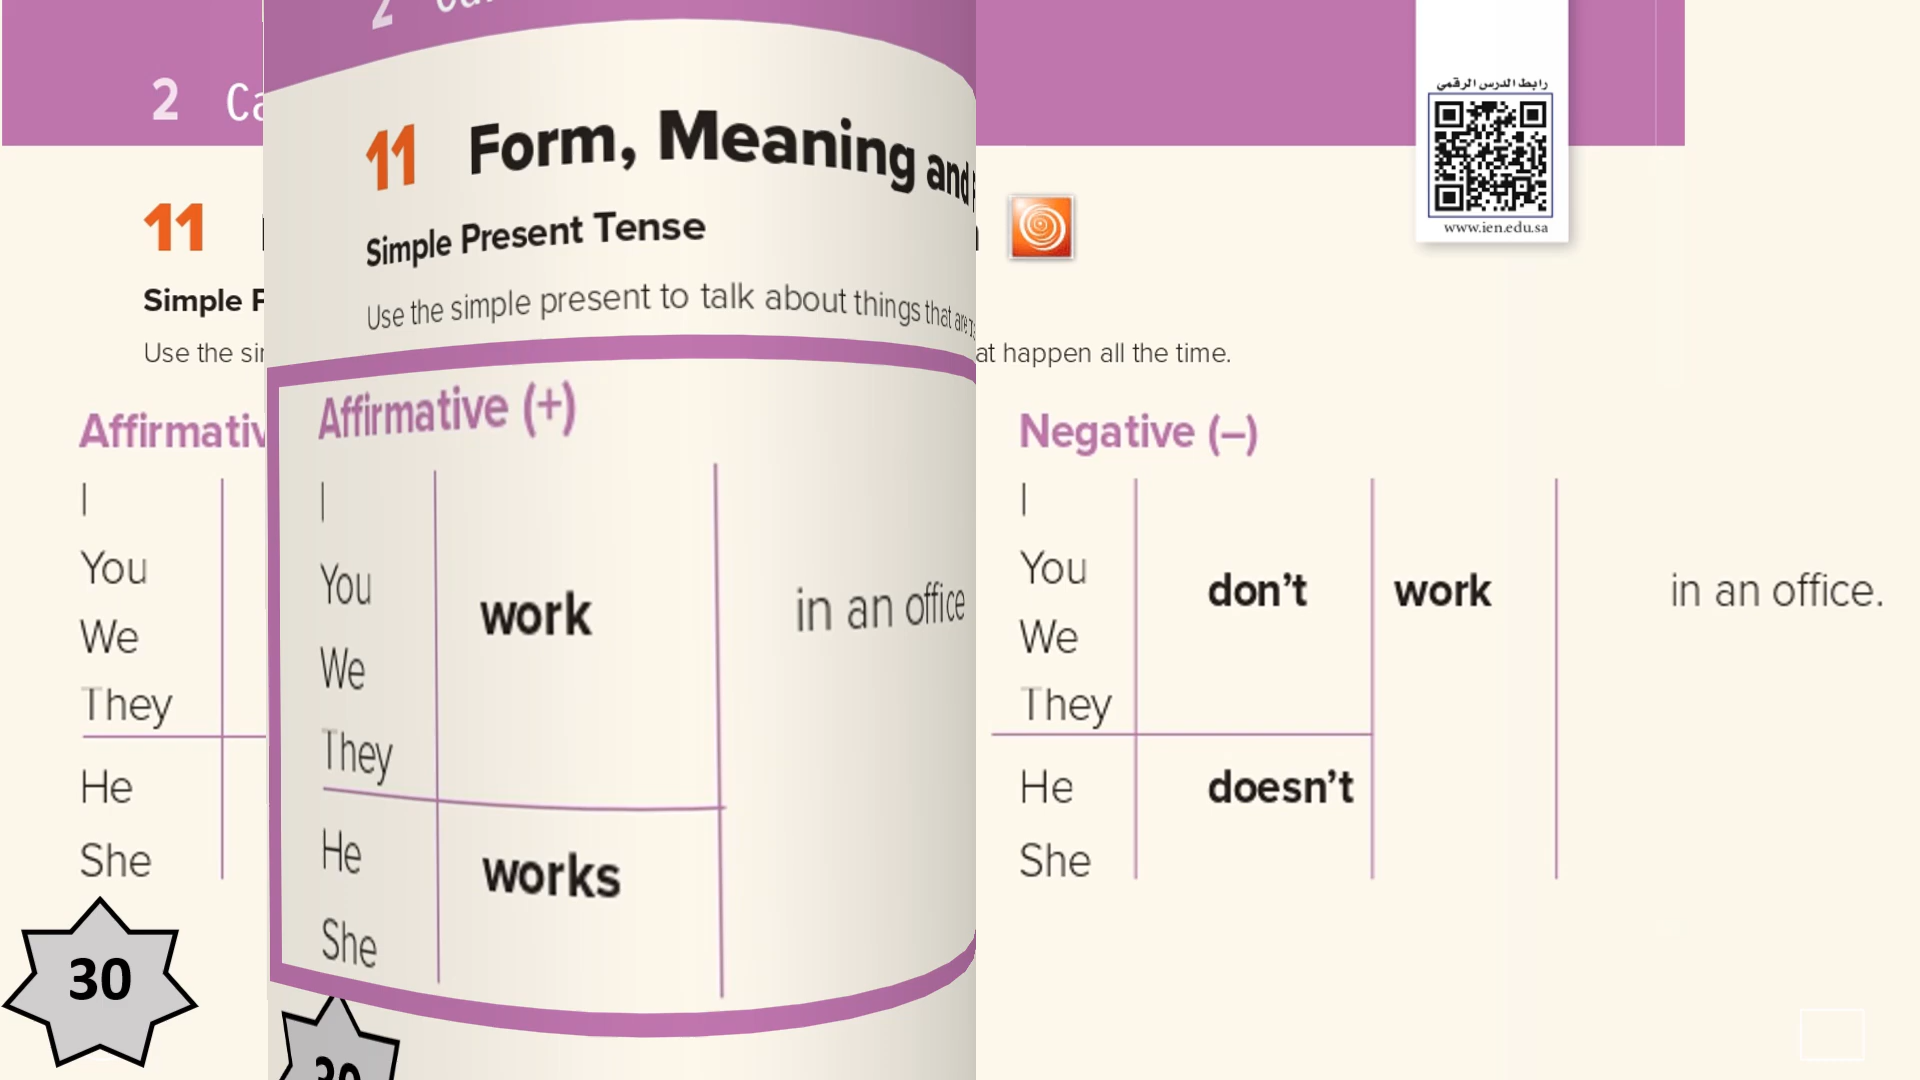 2 Ca
رابط الدرس الرقمي
www.ien.edu.sa
11
Simple
Use the
at happen all the time.
Affirmativ
I
You
We
They
He
She
30
11 Form, Meaning and
Simple Present Tense
Use the simple present to talk about things that are
Affirmative (+)
I
You
We
They
work
in an office
He
She
works
30
Negative (–)
I
You
We
They
don't work
in an office.
He
She
doesn't